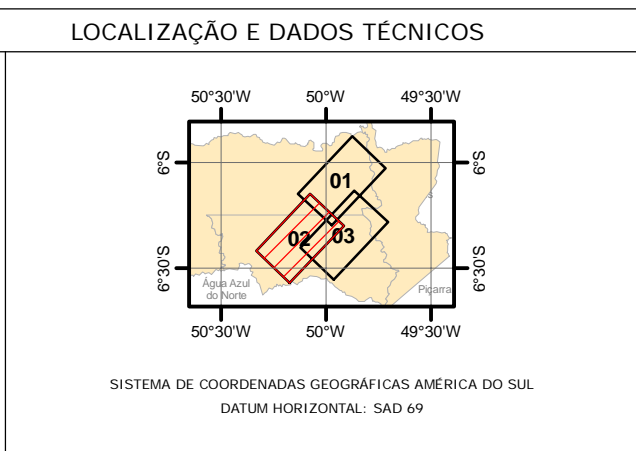 LOCALIZAÇÃO E DADOS TÉCNICOS
50°30'W 50°W 49°30'W
6°S 6°S
01
02 03
6°30'S 6°30'S
Água Azul
do Norte
Piçarra
50°30'W 50°W 49°30'W
SISTEMA DE COORDENADAS GEOGRÁFICAS AMÉRICA DO SUL
DATUM HORIZONTAL: SAD 69